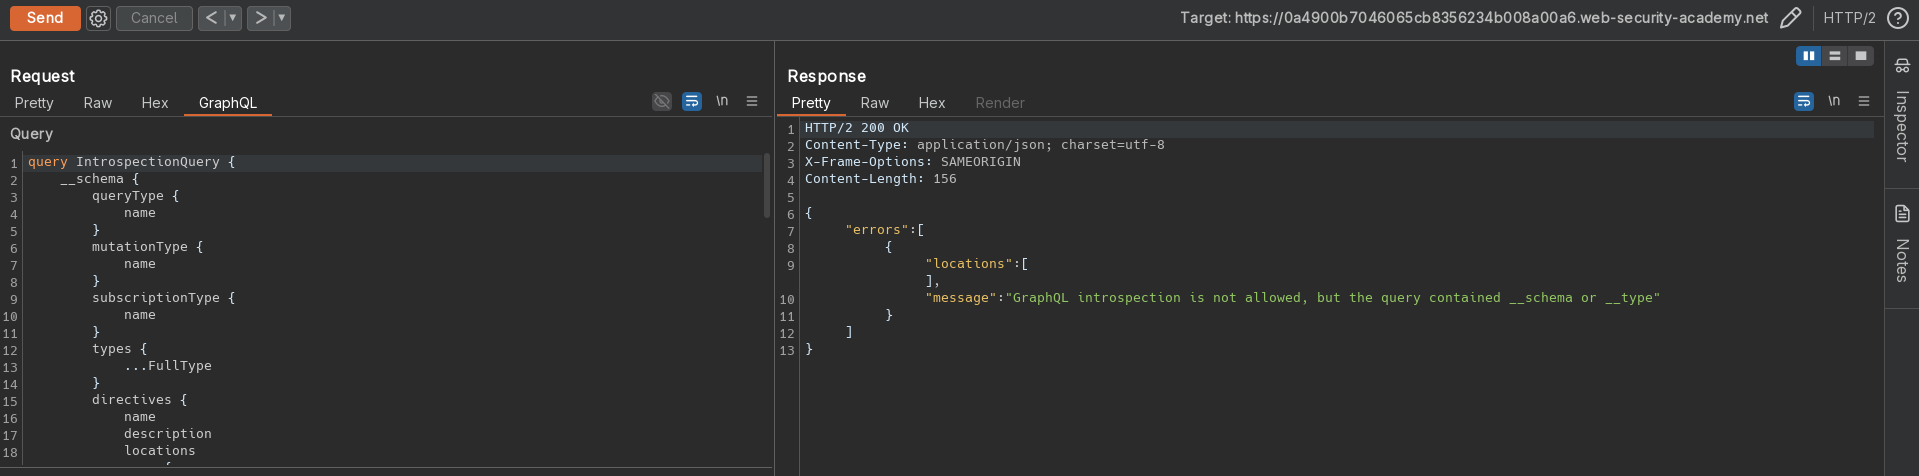 Send Cancel < ▼ > ▼ Target: https://0a4900b7046065cb8356234b008a00a6.web-security-academy.net HTTP/2 ?
Request
Pretty Raw Hex GraphQL \n
Query
1 query IntrospectionQuery {
2 __schema {
3 queryType {
4 name
5 }
6 mutationType {
7 name
8 }
9 subscriptionType {
10 name
11 }
12 types {
13 ...FullType
14 }
15 directives {
16 name
17 description
18 locations
Response
Pretty Raw Hex Render \n
1 HTTP/2 200 OK
2 Content-Type: application/json; charset=utf-8
3 X-Frame-Options: SAMEORIGIN
4 Content-Length: 156
5
6 {
7 "errors":[
8 {
9 "locations":[
],
10 "message":"GraphQL introspection is not allowed, but the query contained __schema or __type"
11 }
12 ]
13 }
Inspector
Notes